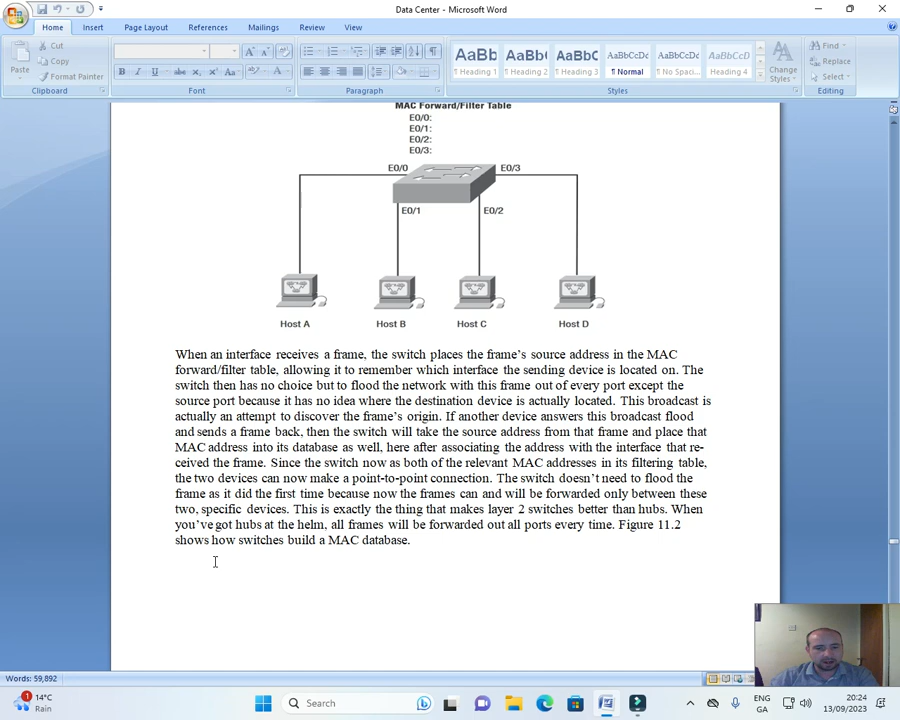 Data Center - Microsoft Word
Home Insert Page Layout References Mailings Review View
Paste
Cut
Copy
Format Painter
AaBb AaBb AaBbC AaBbCc AaBbCc AaBbCc
Heading 1 Heading 2 Heading 3 ¶ Normal ¶ No Spaci... Heading 4
Change Styles
Find
Replace
Select
Clipboard Font Paragraph Styles Editing
MAC Forward/Filter Table
E0/0:
E0/1:
E0/2:
E0/3:
E0/0 E0/3
E0/1 E0/2
Host A Host B Host C Host D
When an interface receives a frame, the switch places the frame’s source address in the MAC
forward/filter table, allowing it to remember which interface the sending device is located on. The
switch then has no choice but to flood the network with this frame out of every port except the
source port because it has no idea where the destination device is actually located. This broadcast is
actually an attempt to discover the frame’s origin. If another device answers this broadcast flood
and sends a frame back, then the switch will take the source address from that frame and place that
MAC address into its database as well, here after associating the address with the interface that re-
ceived the frame. Since the switch now as both of the relevant MAC addresses in its filtering table,
the two devices can now make a point-to-point connection. The switch doesn’t need to flood the
frame as it did the first time because now the frames can and will be forwarded only between these
two, specific devices. This is exactly the thing that makes layer 2 switches better than hubs. When
you’ve got hubs at the helm, all frames will be forwarded out all ports every time. Figure 11.2
shows how switches build a MAC database.
Words: 59,892
1
14°C
Rain
Search
ENG
GA
20:24
13/09/2023